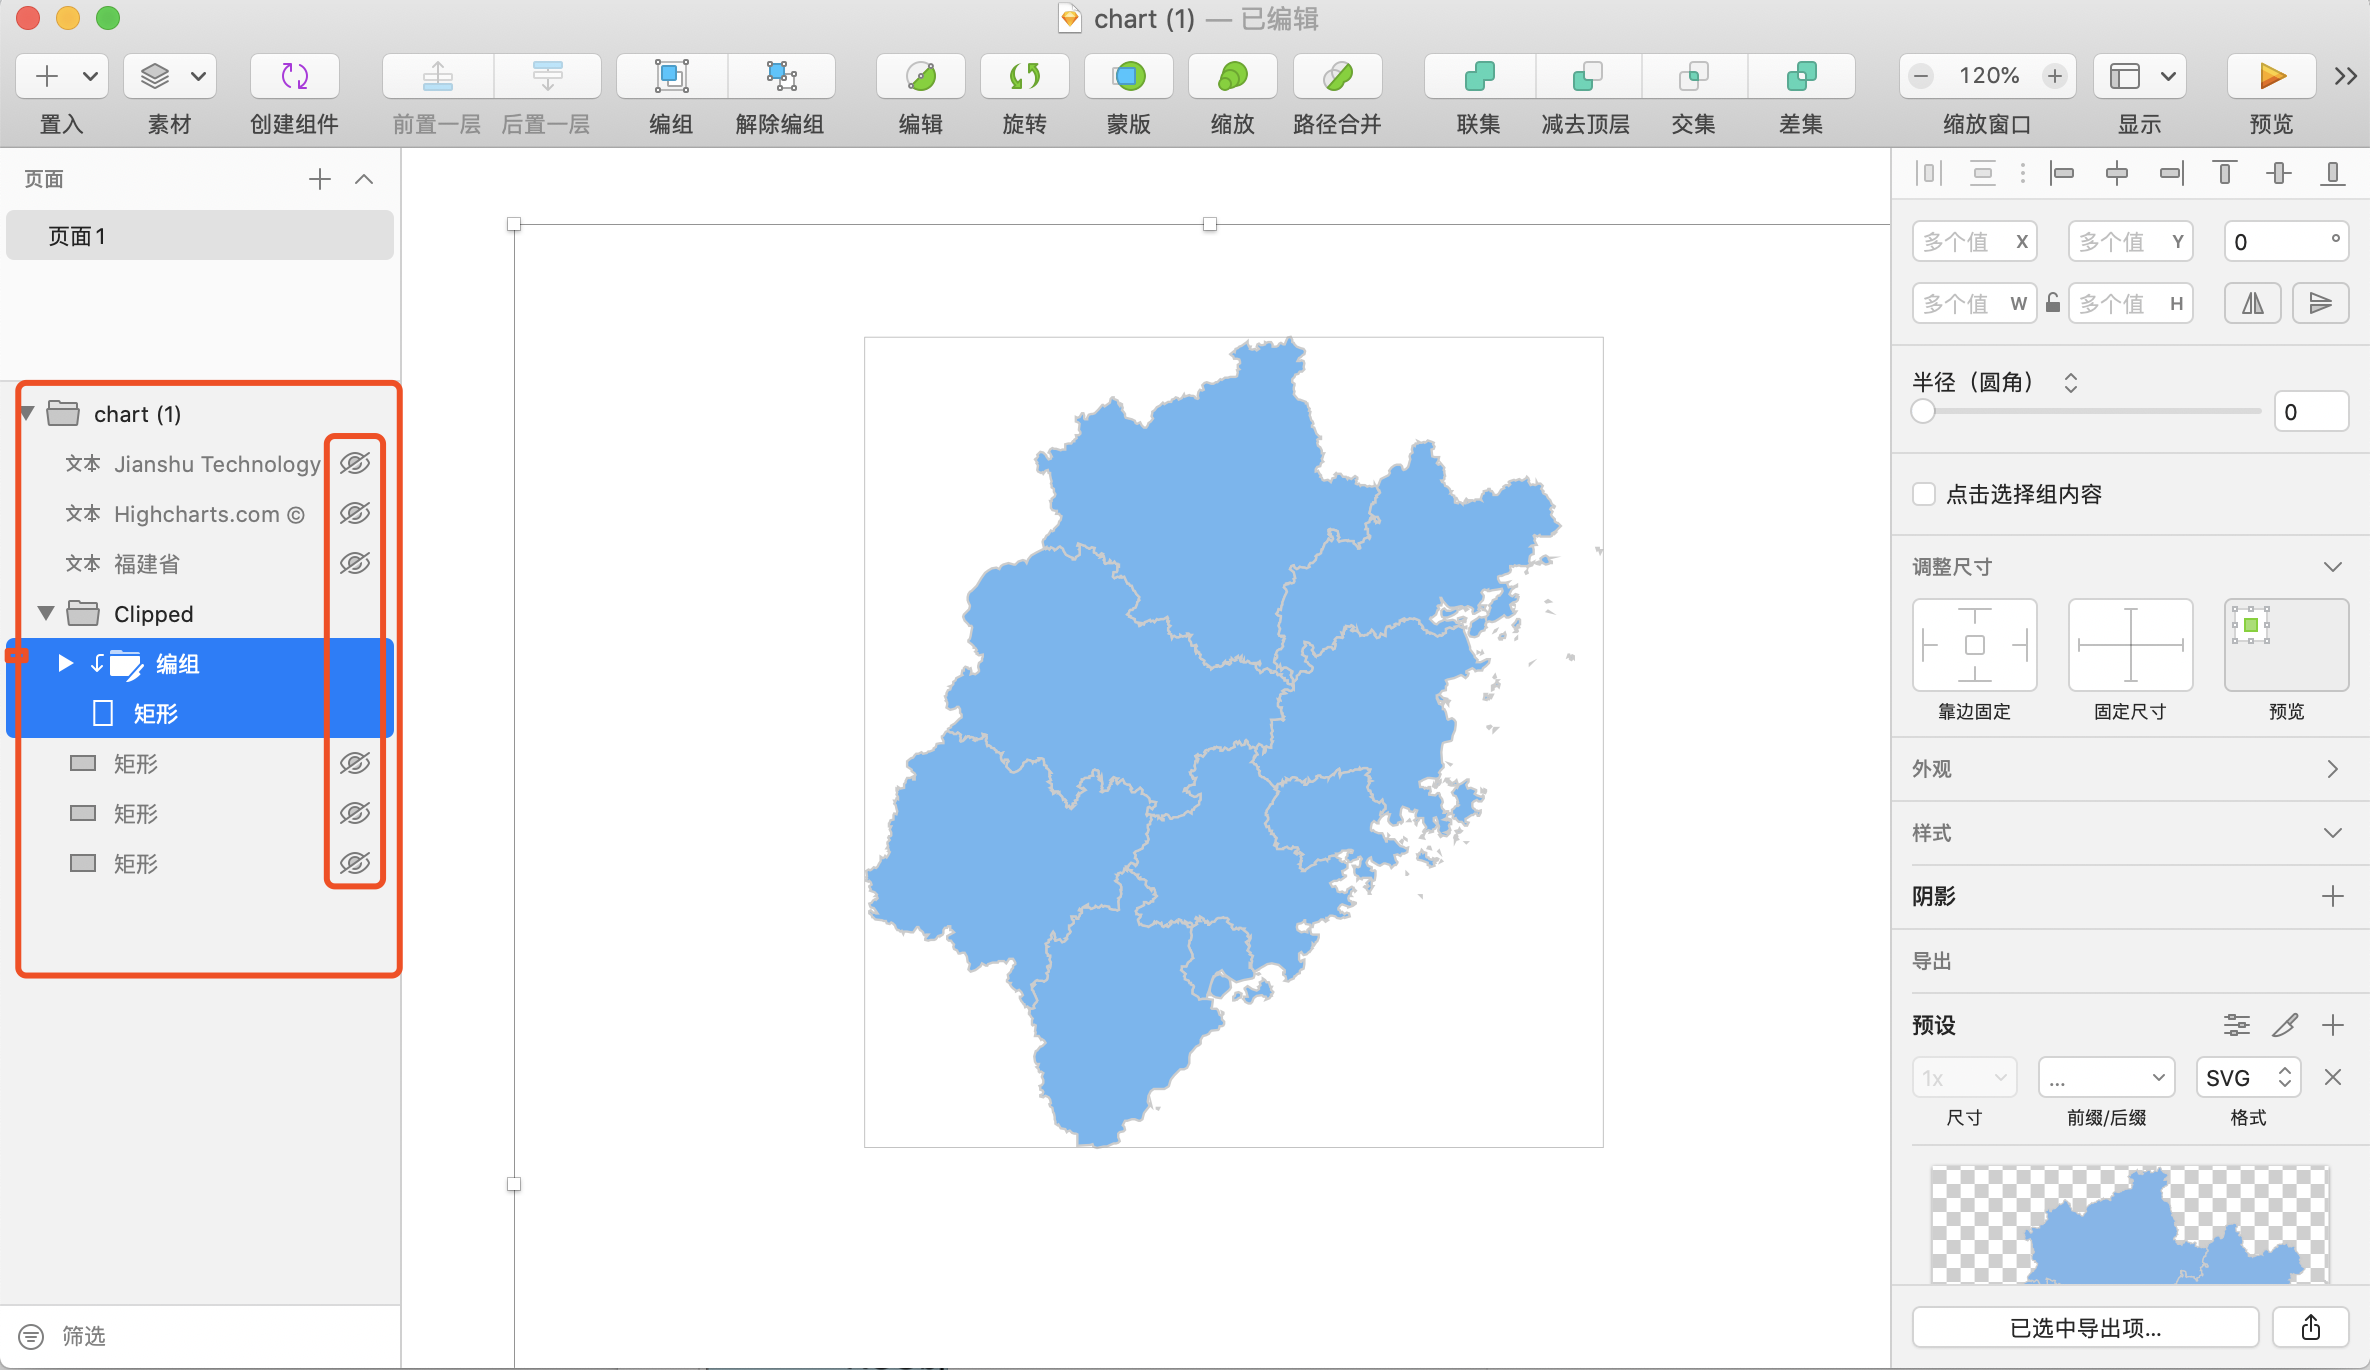 chart (1) — 已编辑
120%
置入 素材 创建组件 前置一层 后置一层 编组 解除编组 编辑 旋转 蒙版 缩放 路径合并 联集 减去顶层 交集 差集 缩放窗口 显示 预览
页面
页面1
chart (1)
文本 Jianshu Technology
文本 Highcharts.com ©
文本 福建省
Clipped
编组
矩形
矩形
矩形
矩形
筛选
多个值 X 多个值 Y 0 °
多个值 W 多个值 H
半径（圆角）
0
点击选择组内容
调整尺寸
靠边固定 固定尺寸 预览
外观
样式
阴影
导出
预设
1x ... SVG
尺寸 前缀/后缀 格式
已选中导出项...